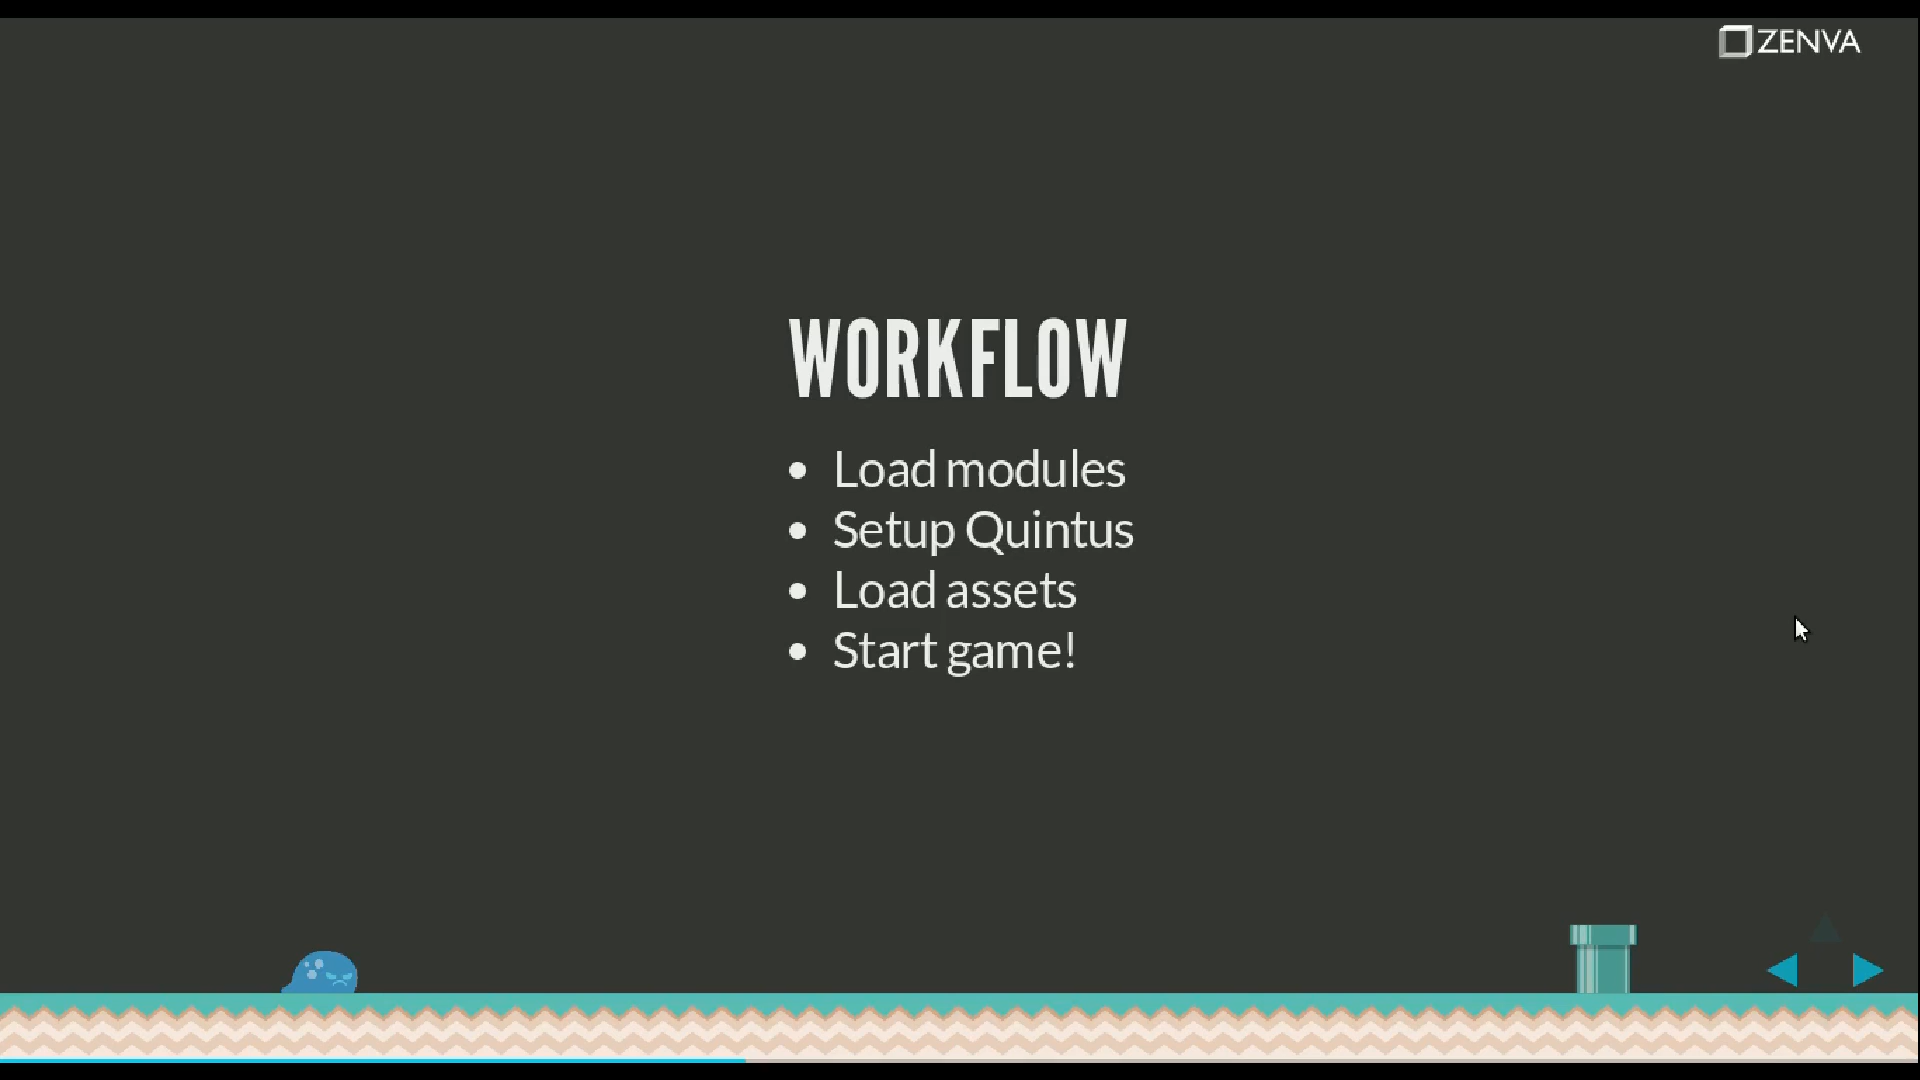 ZENVA
WORKFLOW
Load modules
Setup Quintus
Load assets
Start game!